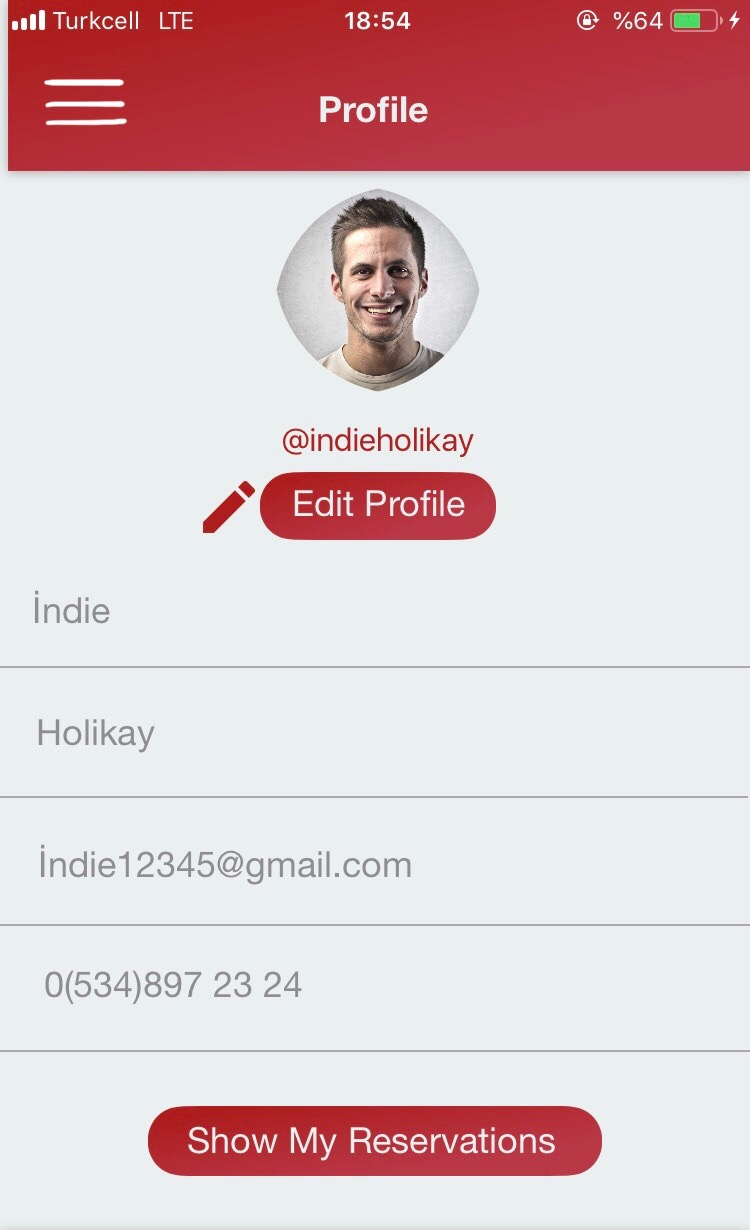 Turkcell LTE 18:54 %64
Profile
@indieholikay
Edit Profile
İndie
Holikay
İndie12345@gmail.com
0(534)897 23 24
Show My Reservations